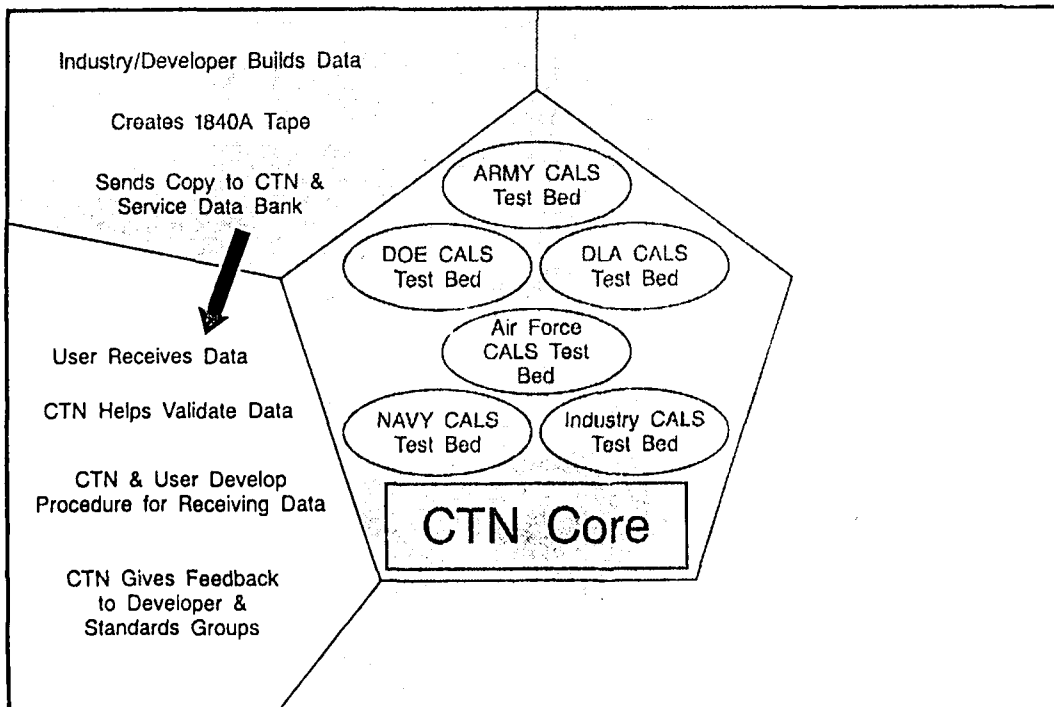 Industry/Developer Builds Data
Creates 1840A Tape
Sends Copy to CTN &
Service Data Bank
User Receives Data
CTN Helps Validate Data
CTN & User Develop
Procedure for Receiving Data
CTN Gives Feedback
to Developer &
Standards Groups
ARMY CALS
Test Bed
DOE CALS
Test Bed
DLA CALS
Test Bed
Air Force
CALS Test
Bed
NAVY CALS
Test Bed
Industry CALS
Test Bed
CTN Core